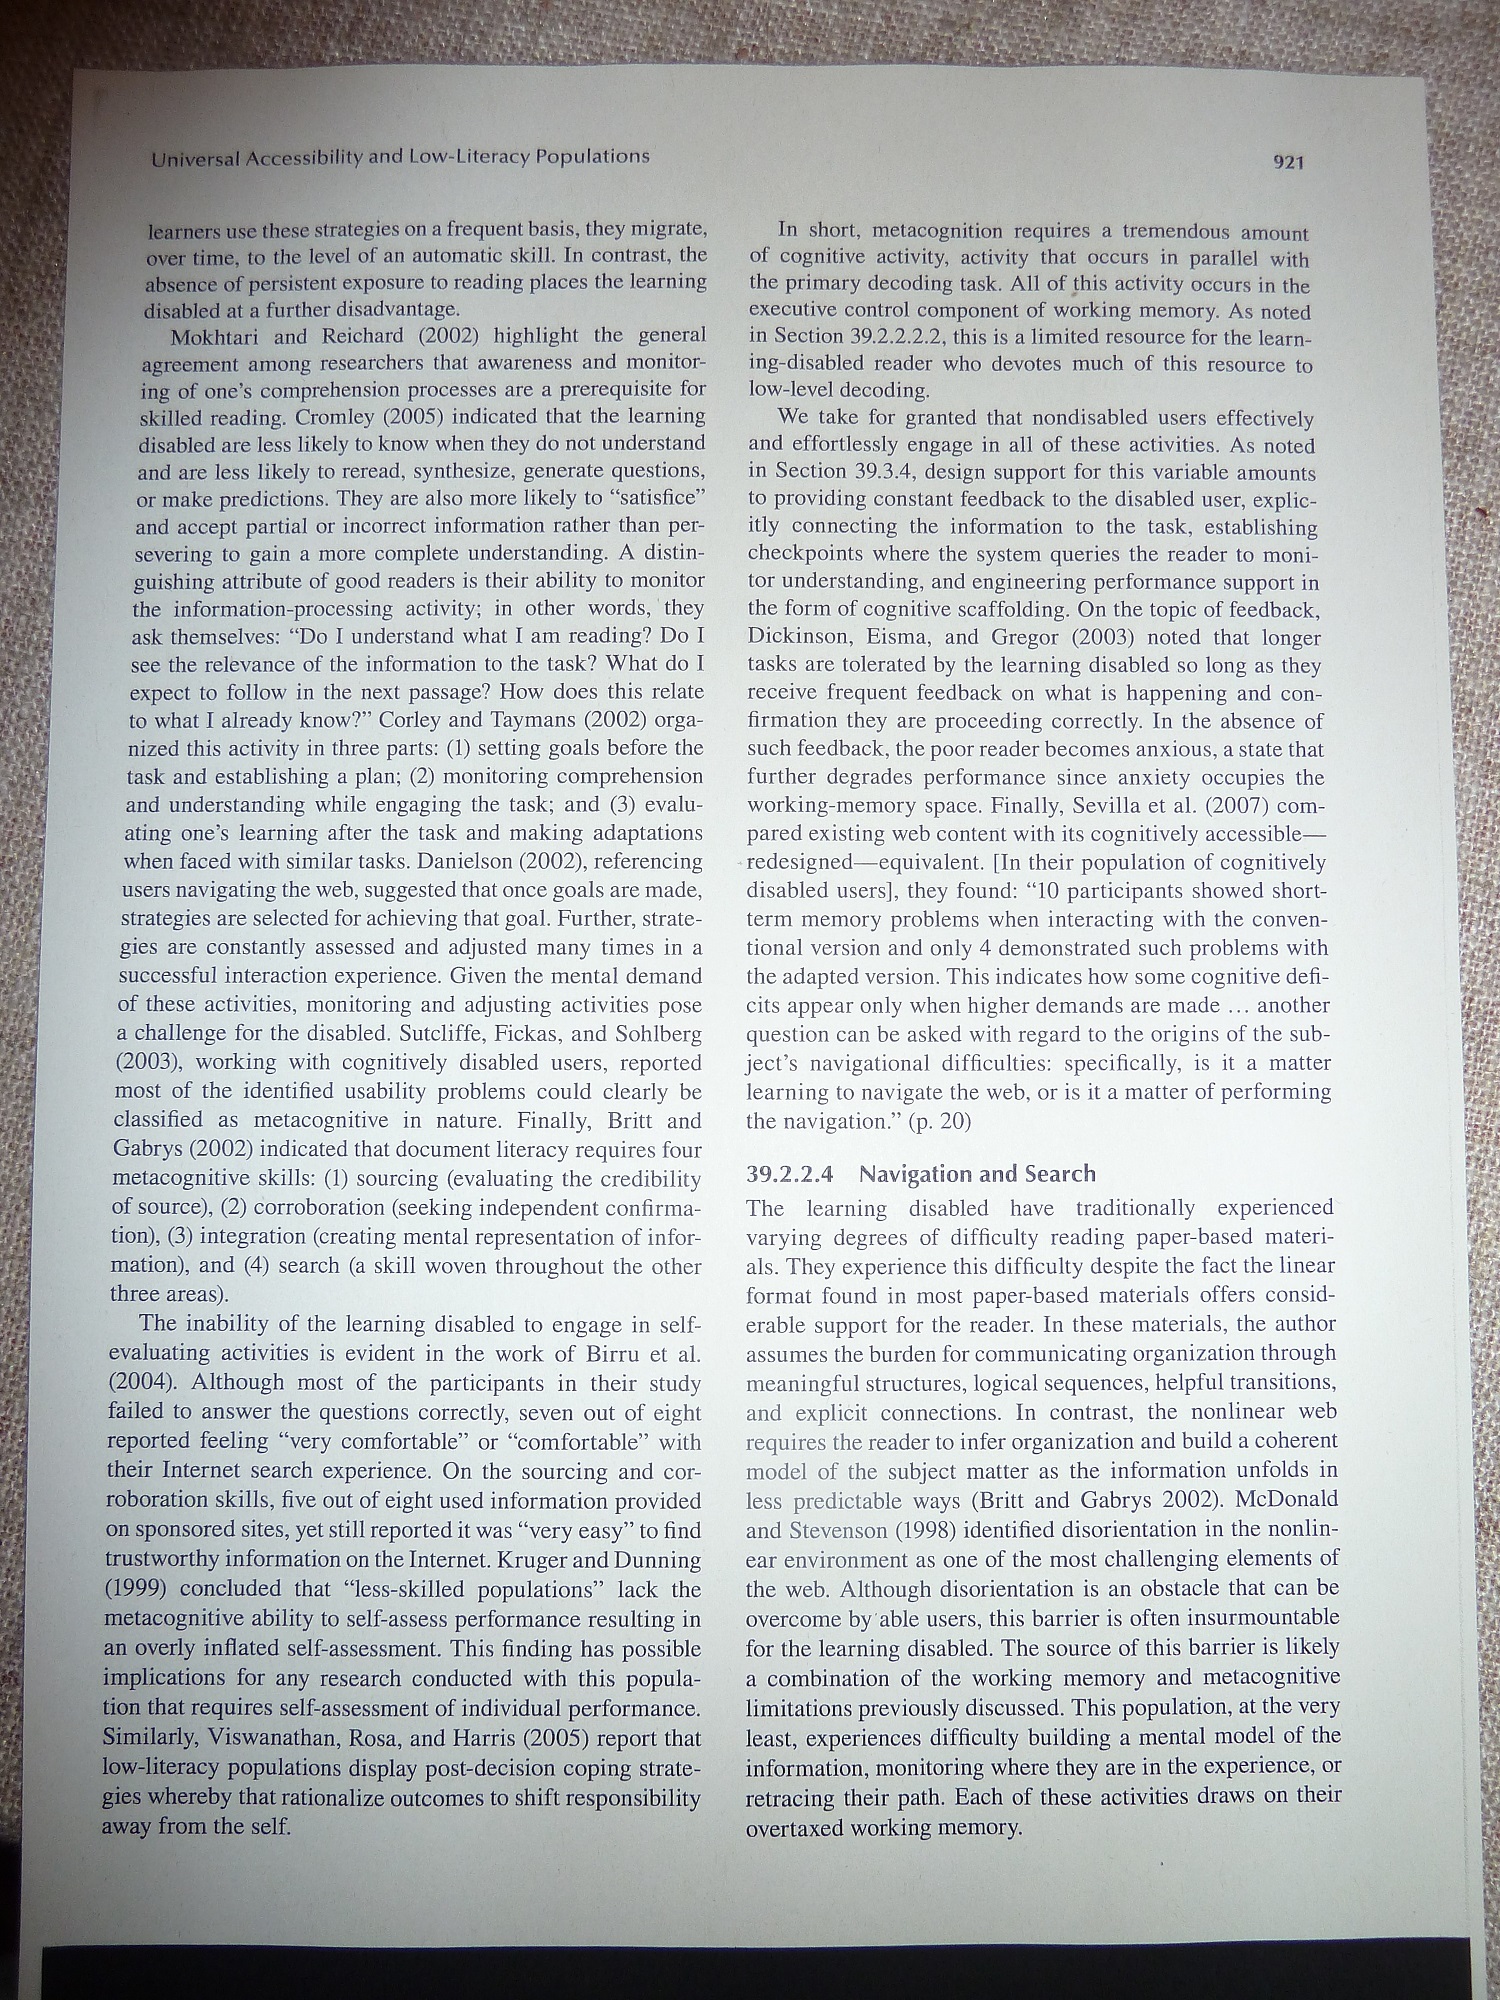 Universal Accessibility and Low-Literacy Populations
921
learners use these strategies on a frequent basis, they migrate,
over time, to the level of an automatic skill. In contrast, the
absence of persistent exposure to reading places the learning
disabled at a further disadvantage.
Mokhtari and Reichard (2002) highlight the general
agreement among researchers that awareness and monitor-
ing of one's comprehension processes are a prerequisite for
skilled reading. Cromley (2005) indicated that the learning
disabled are less likely to know when they do not understand
and are less likely to reread, synthesize, generate questions,
or make predictions. They are also more likely to “satisfice”
and accept partial or incorrect information rather than per-
severing to gain a more complete understanding. A distin-
guishing attribute of good readers is their ability to monitor
the information-processing activity; in other words, they
ask themselves: “Do I understand what I am reading? Do I
see the relevance of the information to the task? What do I
expect to follow in the next passage? How does this relate
to what I already know?” Corley and Taymans (2002) orga-
nized this activity in three parts: (1) setting goals before the
task and establishing a plan; (2) monitoring comprehension
and understanding while engaging the task; and (3) evalu-
ating one's learning after the task and making adaptations
when faced with similar tasks. Danielson (2002), referencing
users navigating the web, suggested that once goals are made,
strategies are selected for achieving that goal. Further, strate-
gies are constantly assessed and adjusted many times in a
successful interaction experience. Given the mental demand
of these activities, monitoring and adjusting activities pose
a challenge for the disabled. Sutcliffe, Fickas, and Sohlberg
(2003), working with cognitively disabled users, reported
most of the identified usability problems could clearly be
classified as metacognitive in nature. Finally, Britt and
Gabrys (2002) indicated that document literacy requires four
metacognitive skills: (1) sourcing (evaluating the credibility
of source), (2) corroboration (seeking independent confirma-
tion), (3) integration (creating mental representation of infor-
mation), and (4) search (a skill woven throughout the other
three areas).
The inability of the learning disabled to engage in self-
evaluating activities is evident in the work of Birru et al.
(2004). Although most of the participants in their study
failed to answer the questions correctly, seven out of eight
reported feeling “very comfortable” or “comfortable” with
their Internet search experience. On the sourcing and cor-
roboration skills, five out of eight used information provided
on sponsored sites, yet still reported it was “very easy” to find
trustworthy information on the Internet. Kruger and Dunning
(1999) concluded that “less-skilled populations” lack the
metacognitive ability to self-assess performance resulting in
an overly inflated self-assessment. This finding has possible
implications for any research conducted with this popula-
tion that requires self-assessment of individual performance.
Similarly, Viswanathan, Rosa, and Harris (2005) report that
low-literacy populations display post-decision coping strate-
gies whereby that rationalize outcomes to shift responsibility
away from the self.
In short, metacognition requires a tremendous amount
of cognitive activity, activity that occurs in parallel with
the primary decoding task. All of this activity occurs in the
executive control component of working memory. As noted
in Section 39.2.2.2.2, this is a limited resource for the learn-
ing-disabled reader who devotes much of this resource to
low-level decoding.
We take for granted that nondisabled users effectively
and effortlessly engage in all of these activities. As noted
in Section 39.3.4, design support for this variable amounts
to providing constant feedback to the disabled user, explic-
itly connecting the information to the task, establishing
checkpoints where the system queries the reader to moni-
tor understanding, and engineering performance support in
the form of cognitive scaffolding. On the topic of feedback,
Dickinson, Eisma, and Gregor (2003) noted that longer
tasks are tolerated by the learning disabled so long as they
receive frequent feedback on what is happening and con-
firmation they are proceeding correctly. In the absence of
such feedback, the poor reader becomes anxious, a state that
further degrades performance since anxiety occupies the
working-memory space. Finally, Sevilla et al. (2007) com-
pared existing web content with its cognitively accessible—
redesigned—equivalent. [In their population of cognitively
disabled users], they found: “10 participants showed short-
term memory problems when interacting with the conven-
tional version and only 4 demonstrated such problems with
the adapted version. This indicates how some cognitive defi-
cits appear only when higher demands are made … another
question can be asked with regard to the origins of the sub-
ject's navigational difficulties: specifically, is it a matter
learning to navigate the web, or is it a matter of performing
the navigation.” (p. 20)
39.2.2.4 Navigation and Search
The learning disabled have traditionally experienced
varying degrees of difficulty reading paper-based materi-
als. They experience this difficulty despite the fact the linear
format found in most paper-based materials offers consid-
erable support for the reader. In these materials, the author
assumes the burden for communicating organization through
meaningful structures, logical sequences, helpful transitions,
and explicit connections. In contrast, the nonlinear web
requires the reader to infer organization and build a coherent
model of the subject matter as the information unfolds in
less predictable ways (Britt and Gabrys 2002). McDonald
and Stevenson (1998) identified disorientation in the nonlin-
ear environment as one of the most challenging elements of
the web. Although disorientation is an obstacle that can be
overcome by able users, this barrier is often insurmountable
for the learning disabled. The source of this barrier is likely
a combination of the working memory and metacognitive
limitations previously discussed. This population, at the very
least, experiences difficulty building a mental model of the
information, monitoring where they are in the experience, or
retracing their path. Each of these activities draws on their
overtaxed working memory.